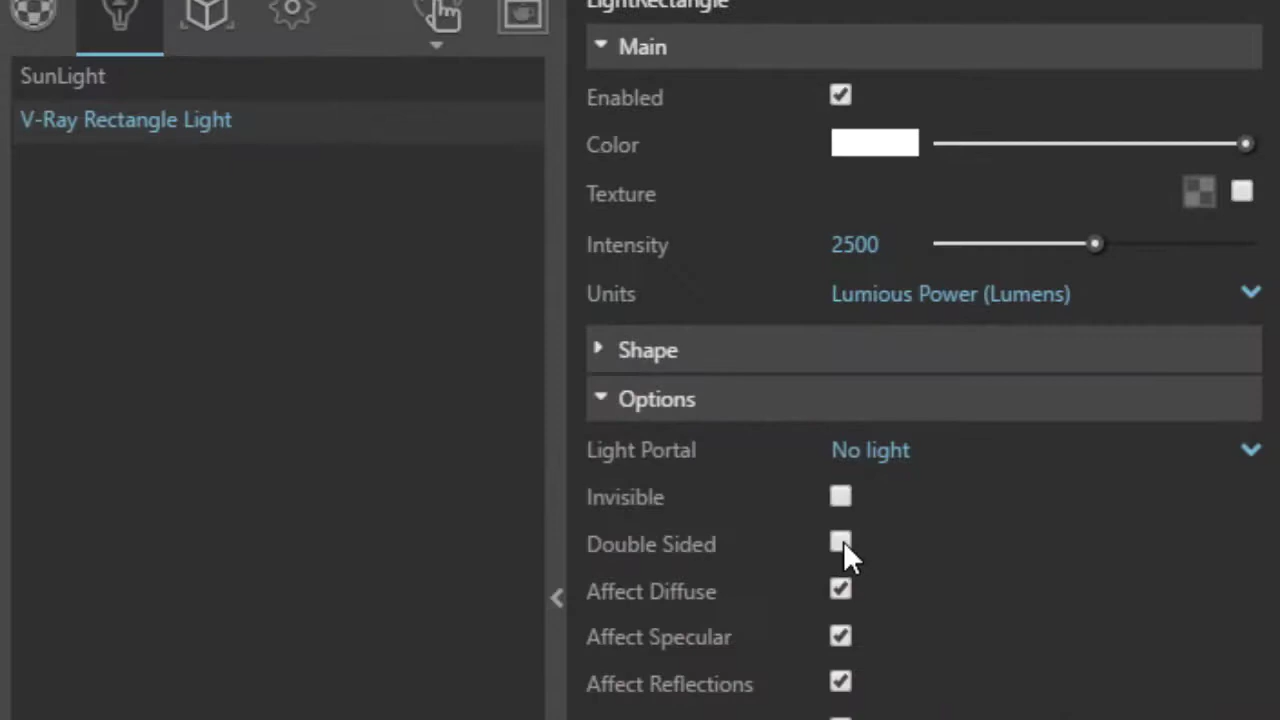 LightRectangle
Main
SunLight
V-Ray Rectangle Light
Enabled
Color
Texture
Intensity 2500
Units Lumious Power (Lumens)
Shape
Options
Light Portal No light
Invisible
Double Sided
Affect Diffuse
Affect Specular
Affect Reflections